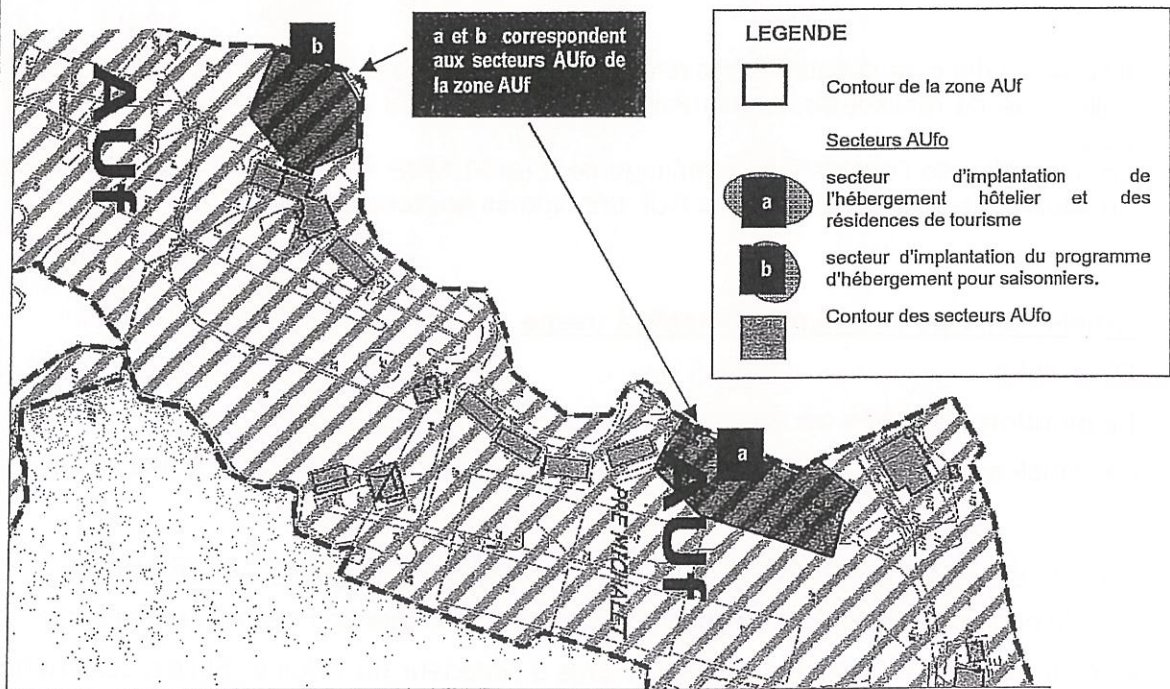 b
a et b correspondent
aux secteurs AUfo de
la zone AUf
AUf
a
AUf
PRE MICHALET
LEGENDE
Contour de la zone AUf
Secteurs AUfo
a
secteur d'implantation de
l'hébergement hôtelier et des
résidences de tourisme
b
secteur d'implantation du programme
d'hébergement pour saisonniers.
Contour des secteurs AUfo